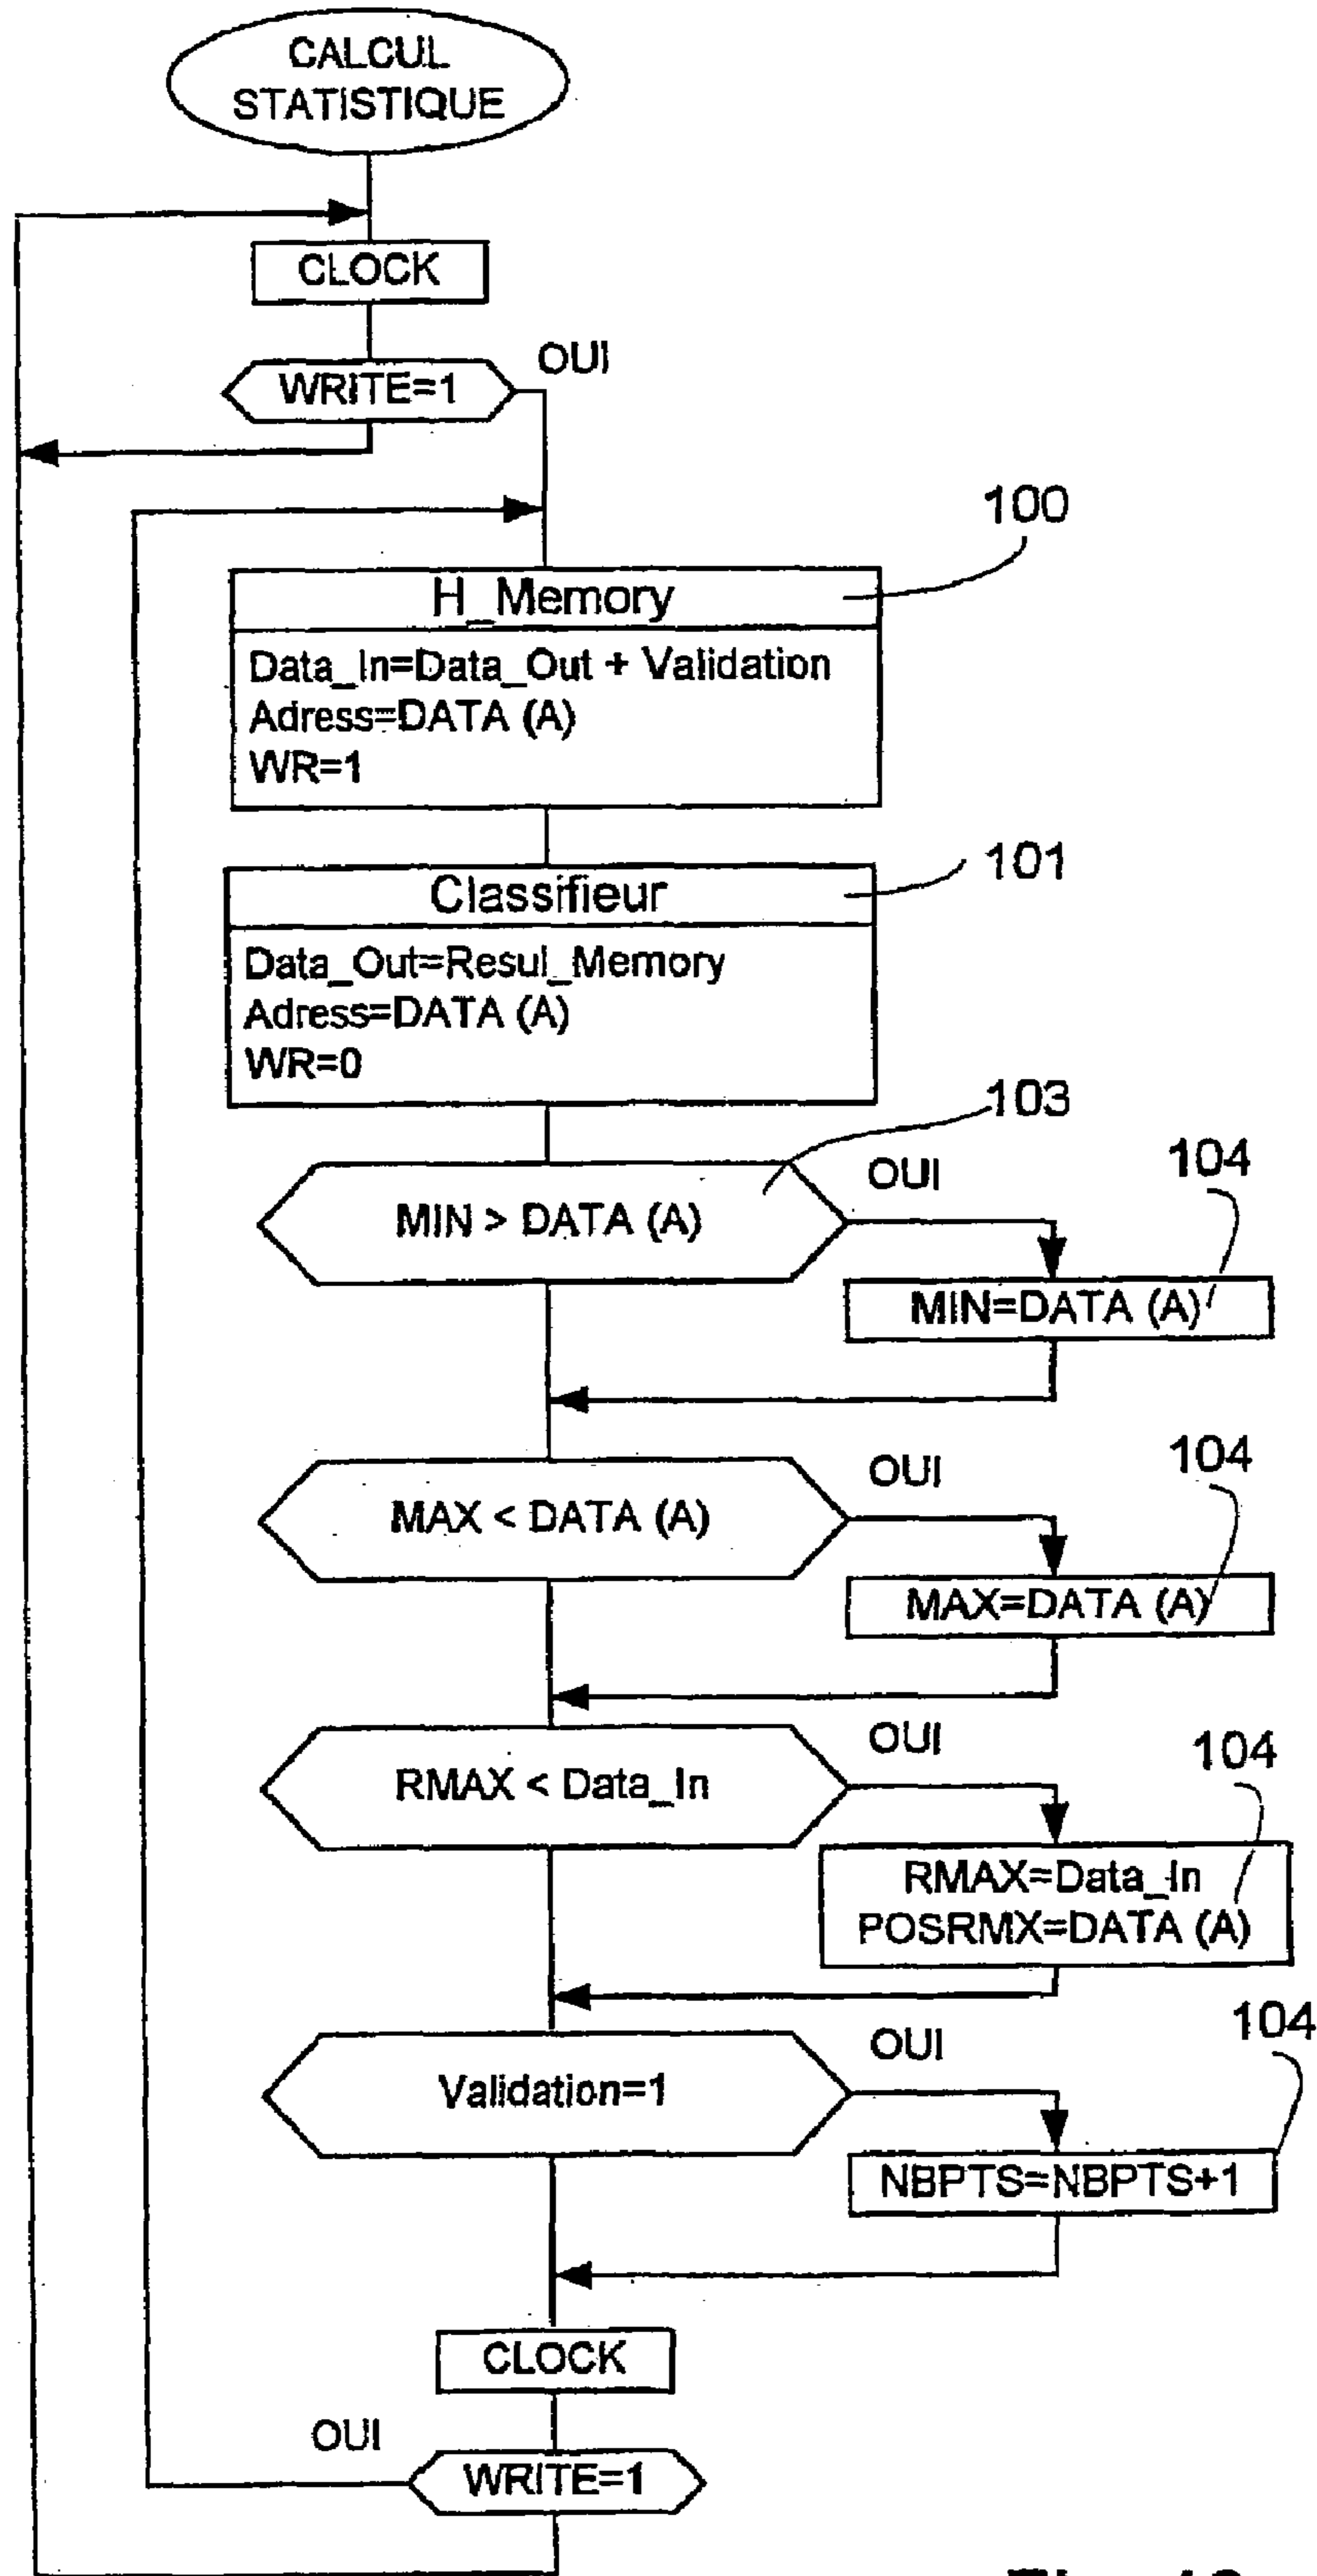 CALCUL
STATISTIQUE
CLOCK
WRITE=1
OUI
100
H_Memory
Data_In=Data_Out + Validation
Adress=DATA (A)
WR=1
101
Classifieur
Data_Out=Resul_Memory
Adress=DATA (A)
WR=0
103
MIN > DATA (A)
OUI
104
MIN=DATA (A)
MAX < DATA (A)
OUI
104
MAX=DATA (A)
RMAX < Data_In
OUI
104
RMAX=Data_In
POSRMX=DATA (A)
Validation=1
OUI
104
NBPTS=NBPTS+1
CLOCK
OUI
WRITE=1